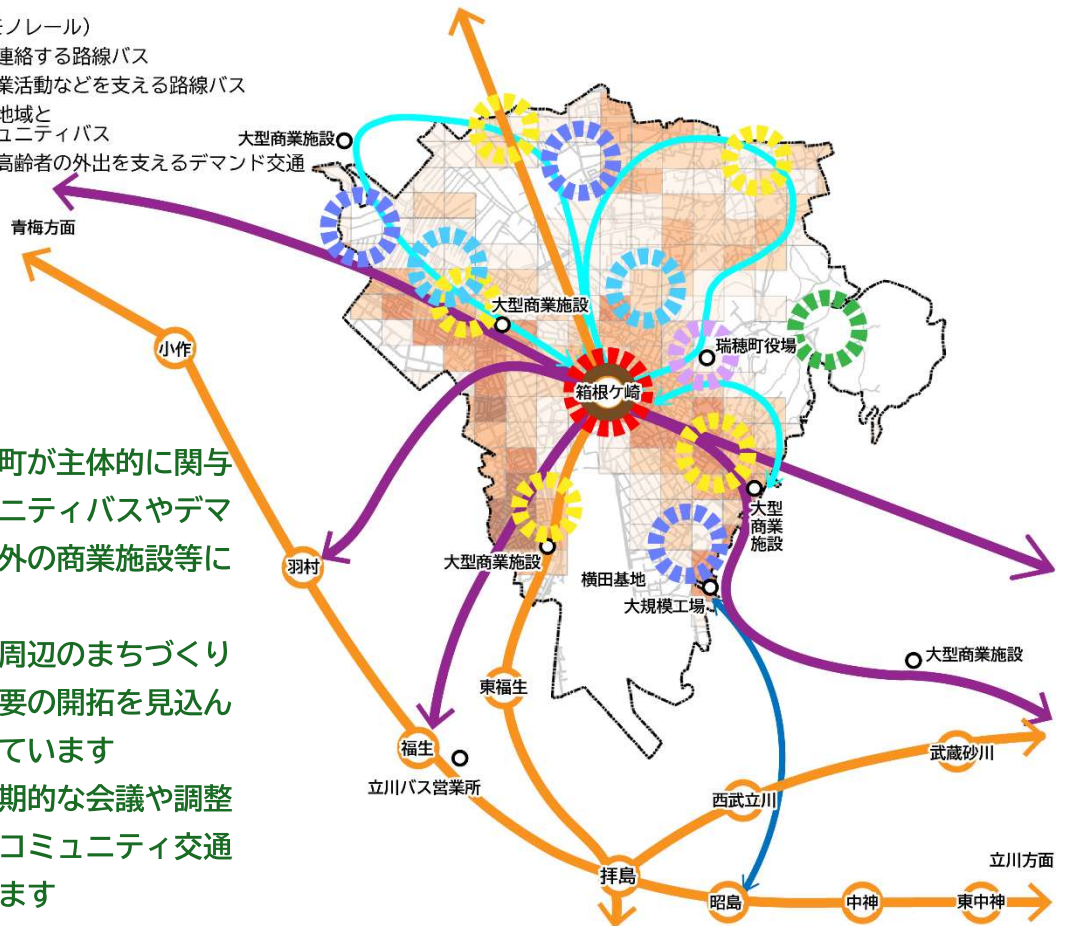 モノレール）
連絡する路線バス
業活動などを支える路線バス
地域と
ュニティバス
高齢者の外出を支えるデマンド交通
大型商業施設
青梅方面
大型商業施設
小作
瑞穂町役場
箱根ケ崎
町が主体的に関与
ニティバスやデマ
外の商業施設等に
大型
商業
施設
大型商業施設
羽村
横田基地
大規模工場
周辺のまちづくり
要の開拓を見込ん
ています
大型商業施設
東福生
福生
立川バス営業所
武蔵砂川
西武立川
期的な会議や調整
コミュニティ交通
ます
立川方面
拝島
昭島
中神
東中神